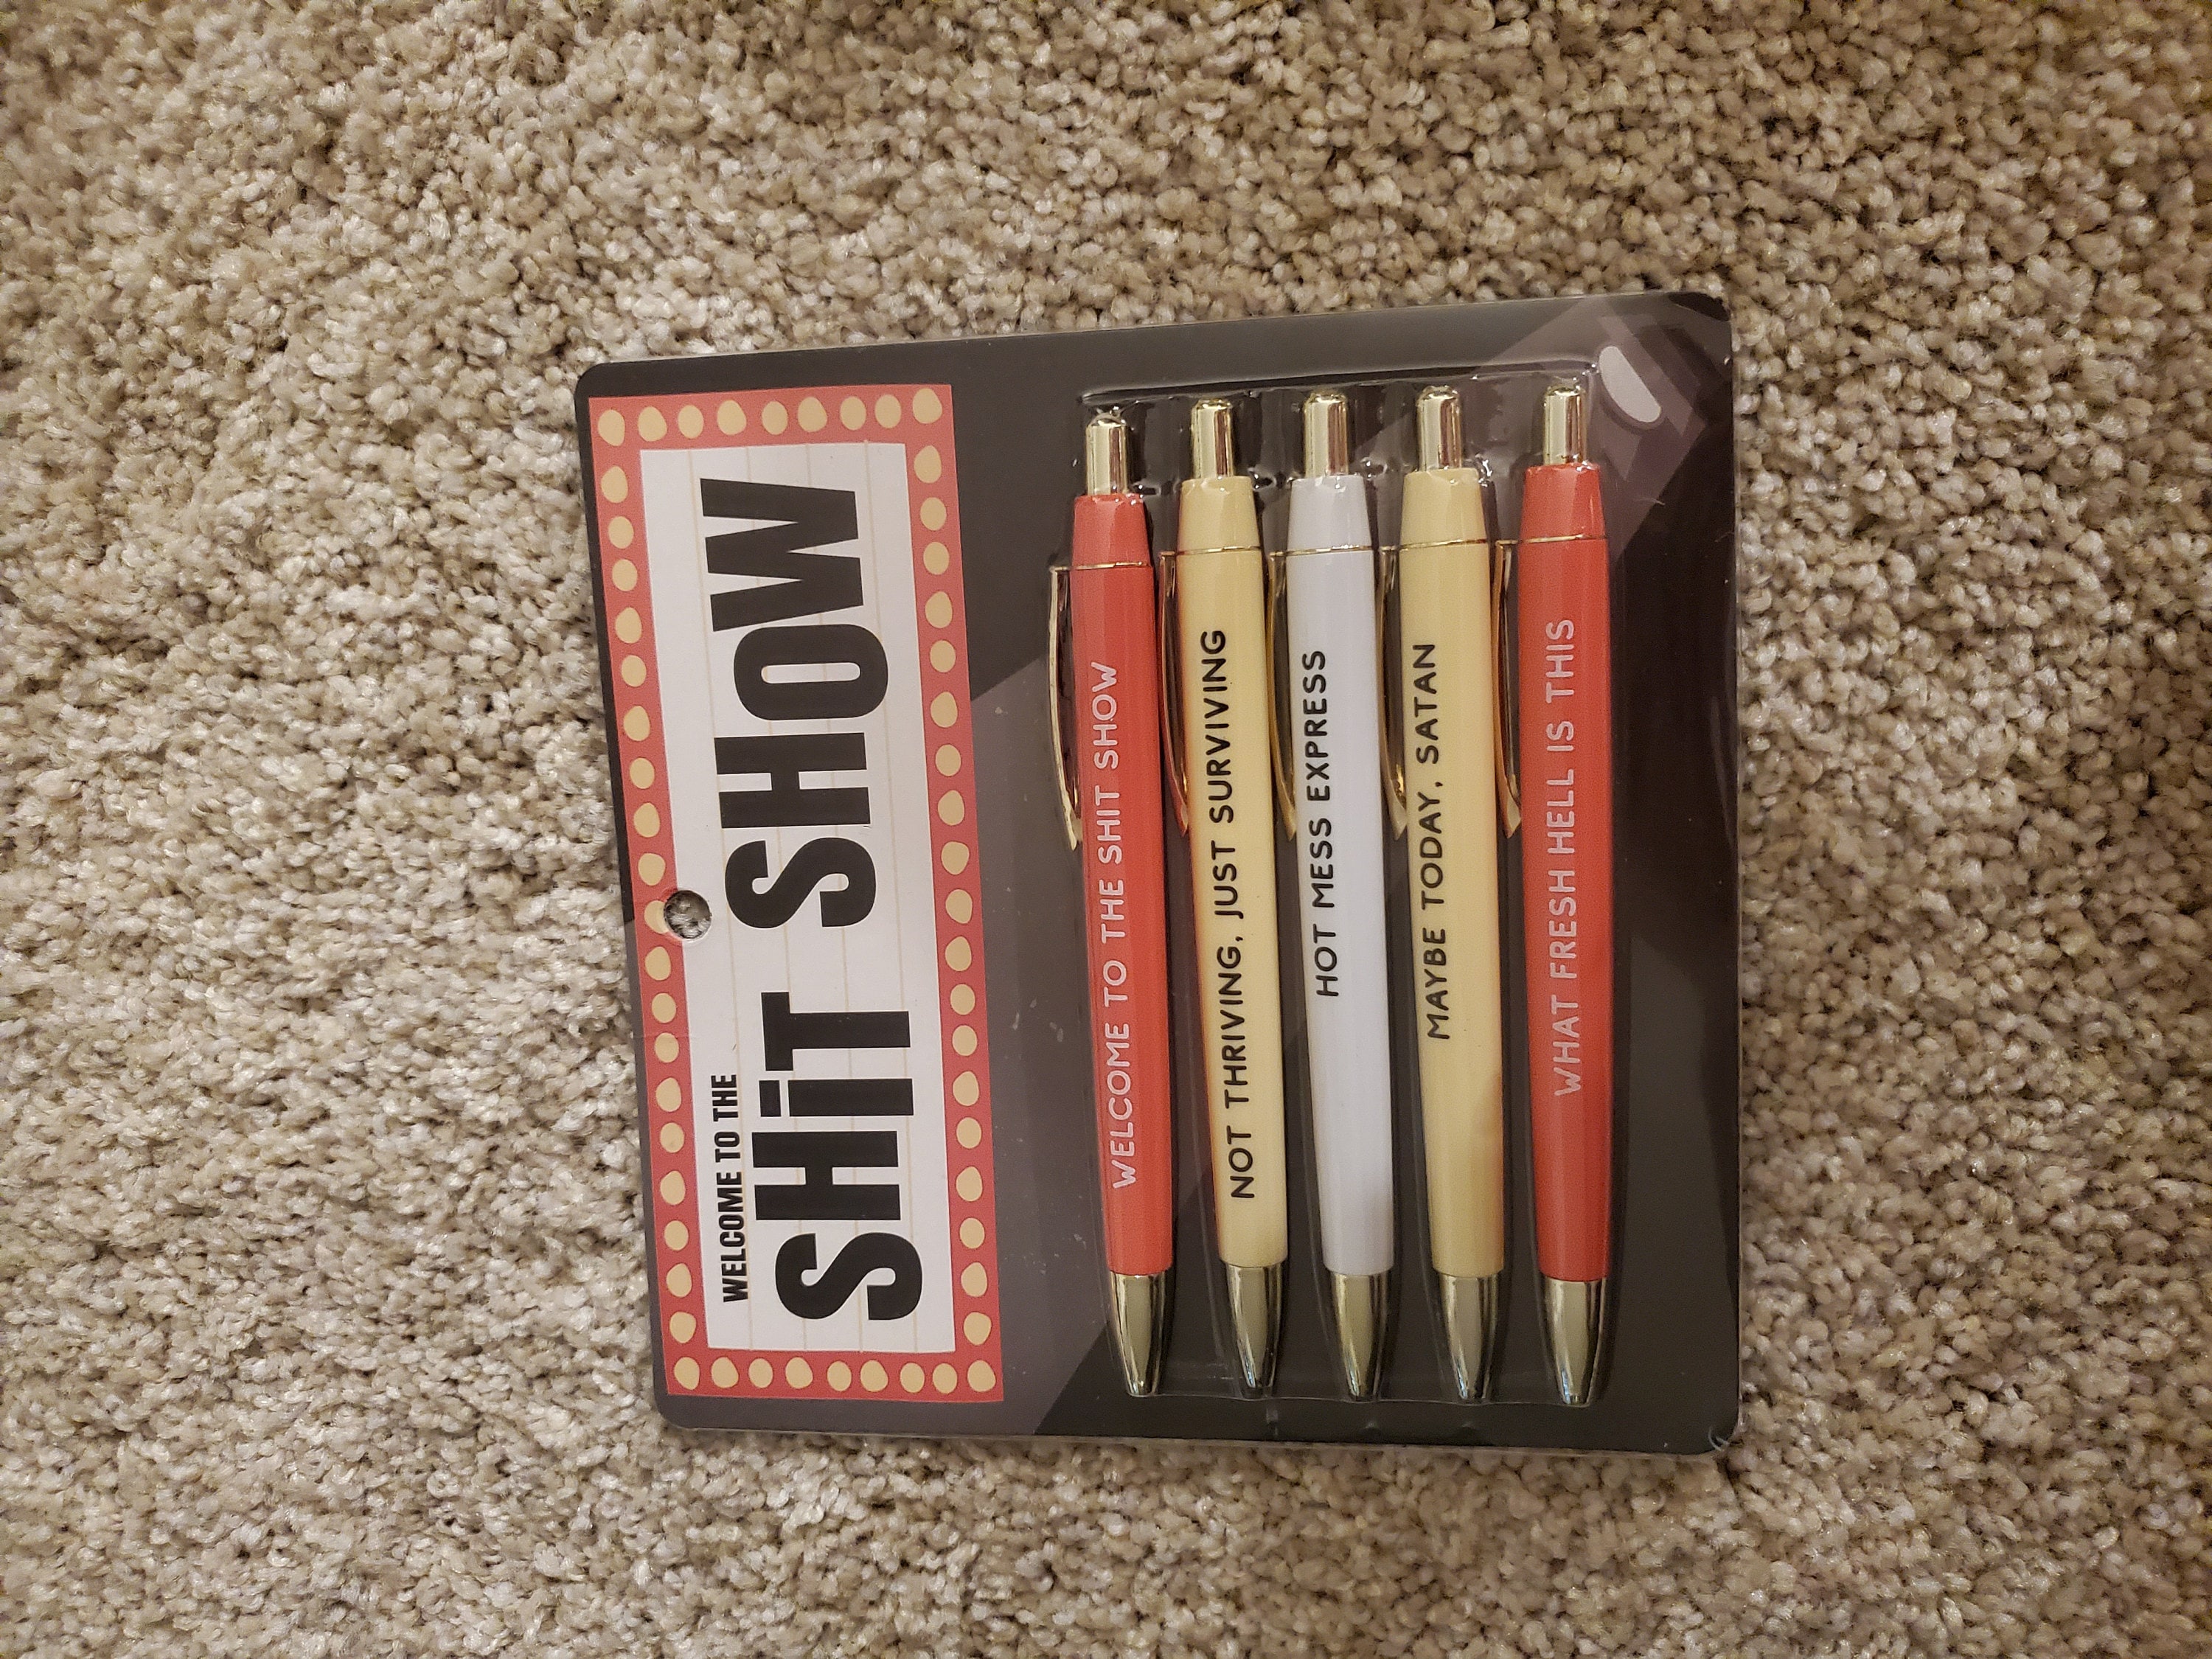 WELCOME TO THE
SHiT SHOW
WELCOME TO THE SHIT SHOW
NOT THRIVING, JUST SURVIVING
HOT MESS EXPRESS
MAYBE TODAY, SATAN
WHAT FRESH HELL IS THIS